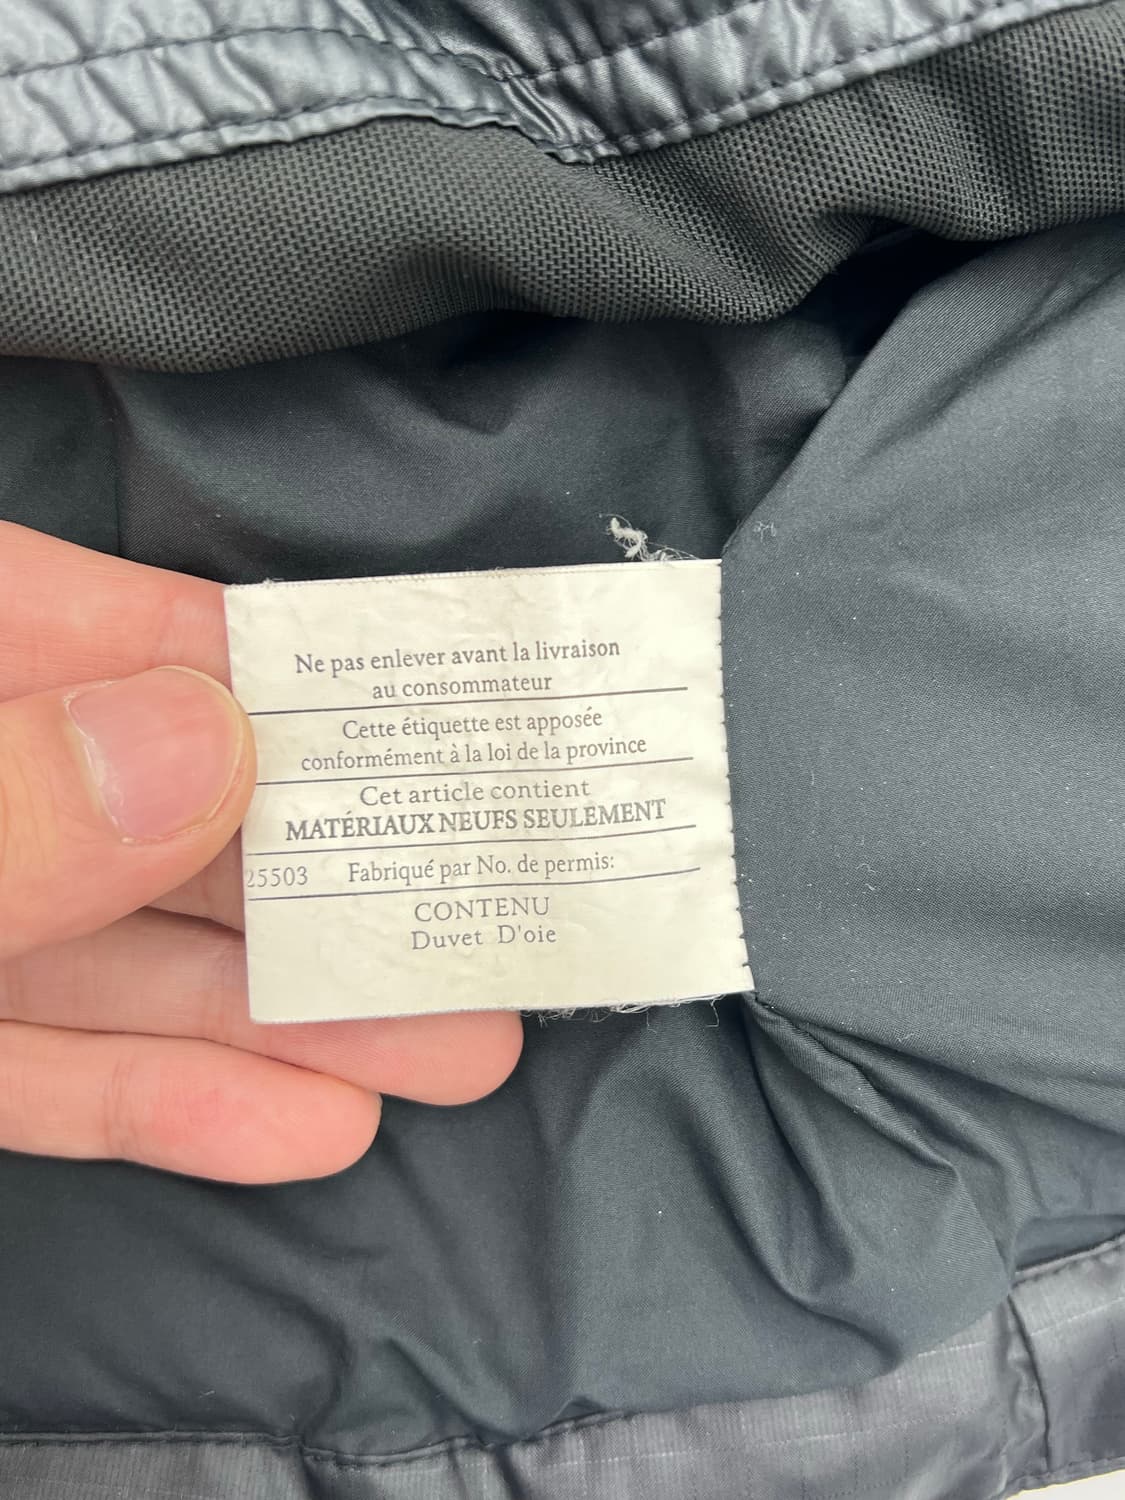 Ne pas enlever avant la livraison
au consommateur
Cette étiquette est apposée
conformément à la loi de la province
Cet article contient
MATÉRIAUX NEUFS SEULEMENT
25503 Fabriqué par No. de permis:
CONTENU
Duvet D'oie